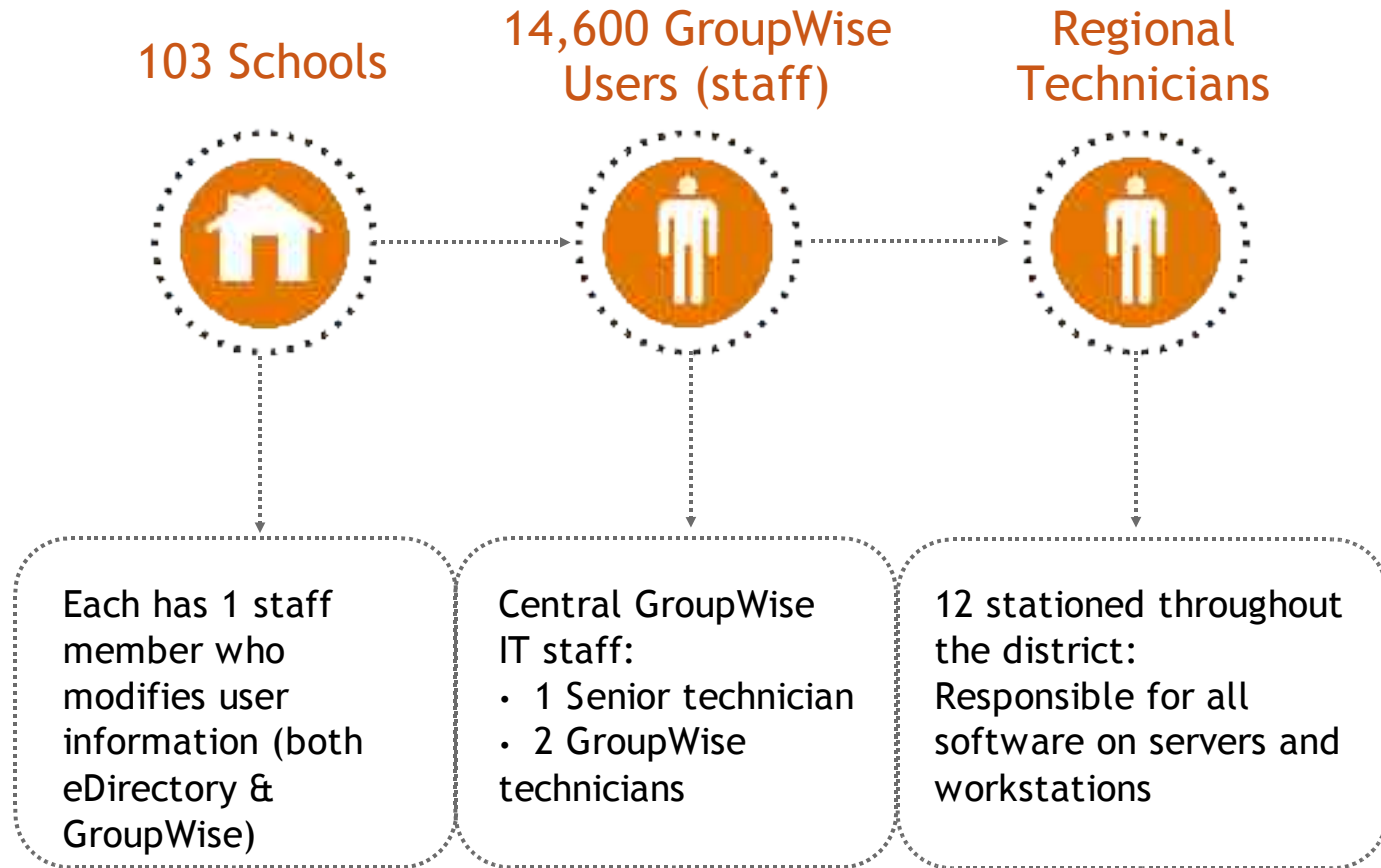 103 Schools
14,600 GroupWise
Users (staff)
Regional
Technicians
Each has 1 staff
member who
modifies user
information (both
eDirectory &
GroupWise)
Central GroupWise
IT staff:
• 1 Senior technician
• 2 GroupWise
technicians
12 stationed throughout
the district:
Responsible for all
software on servers and
workstations